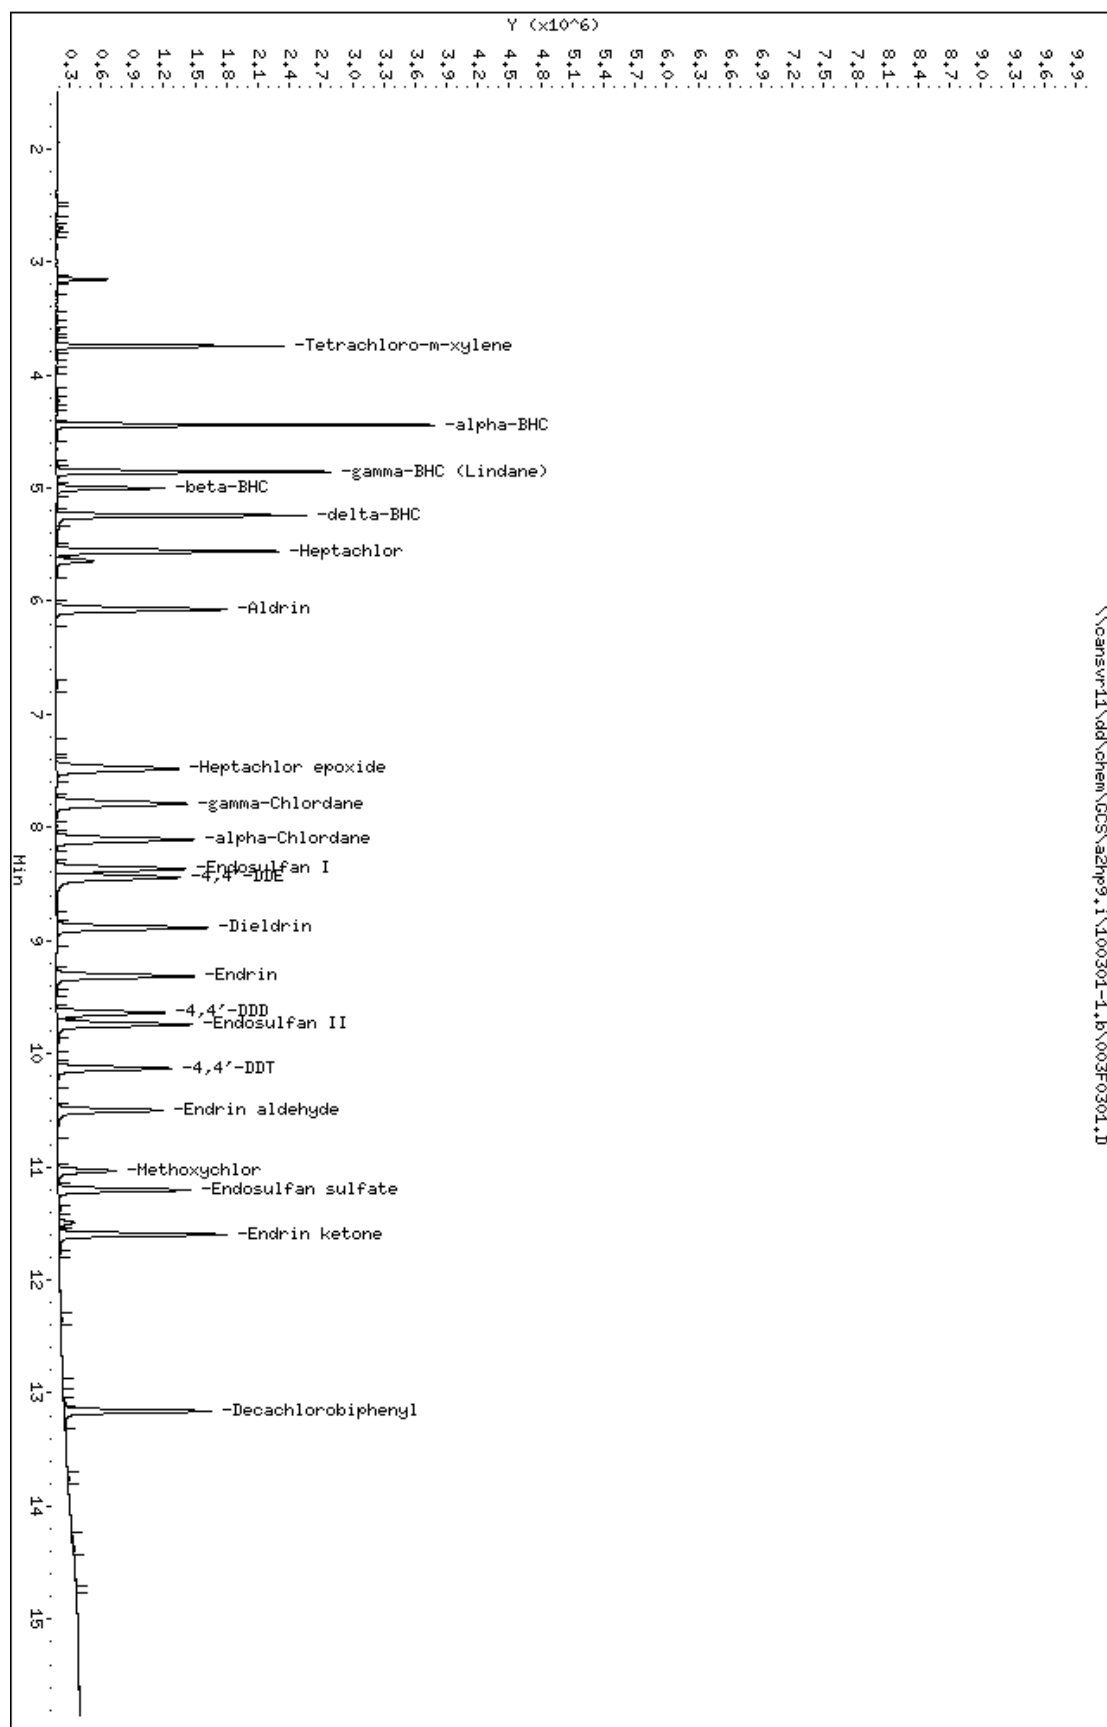 Y (x10^6)
0.3
0.6
0.9
1.2
1.5
1.8
2.1
2.4
2.7
3.0
3.3
3.6
3.9
4.2
4.5
4.8
5.1
5.4
5.7
6.0
6.3
6.6
6.9
7.2
7.5
7.8
8.1
8.4
8.7
9.0
9.3
9.6
9.9
2
3
-Tetrachloro-m-xylene
4
-alpha-BHC
-gamma-BHC (Lindane)
5
-beta-BHC
-delta-BHC
-Heptachlor
6
-Aldrin
7
-Heptachlor epoxide
-gamma-Chlordane
8
-alpha-Chlordane
Min
-Endosulfan I
-4,4'-DDE
-Dieldrin
9
-Endrin
-4,4'-DDD
-Endosulfan II
10
-4,4'-DDT
-Endrin aldehyde
11
-Methoxychlor
-Endosulfan sulfate
-Endrin ketone
12
13
-Decachlorobiphenyl
14
15
\\cansvr11\dd\chem\GCS\a2hp9.i\100301-1.b\003F0301.D